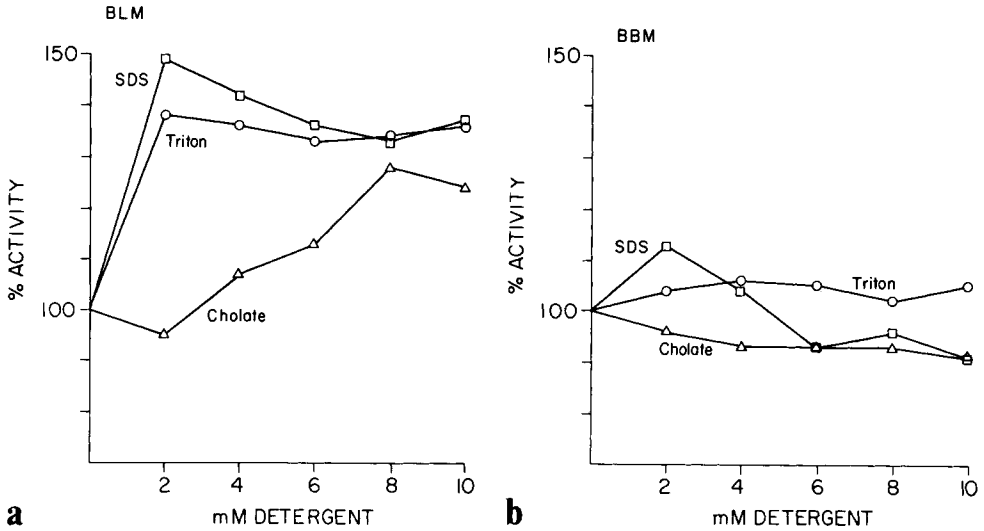 BLM
150
SDS
Triton
% ACTIVITY
100
Cholate
2 4 6 8 10
a
mM DETERGENT
BBM
150
SDS
% ACTIVITY
Triton
100
Cholate
2 4 6 8 10
b
mM DETERGENT